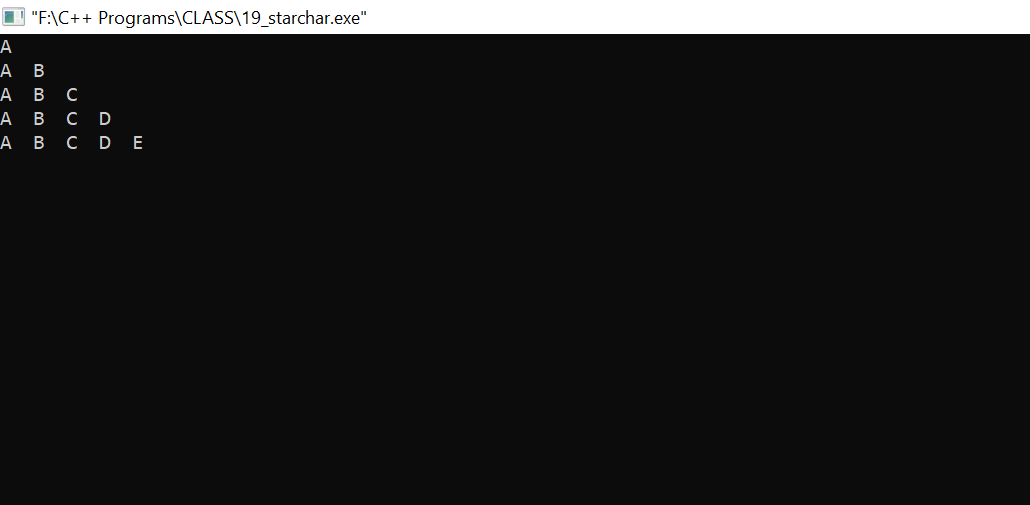 "F:\C++ Programs\CLASS\19_starchar.exe"
A
A  B
A  B  C
A  B  C  D
A  B  C  D  E